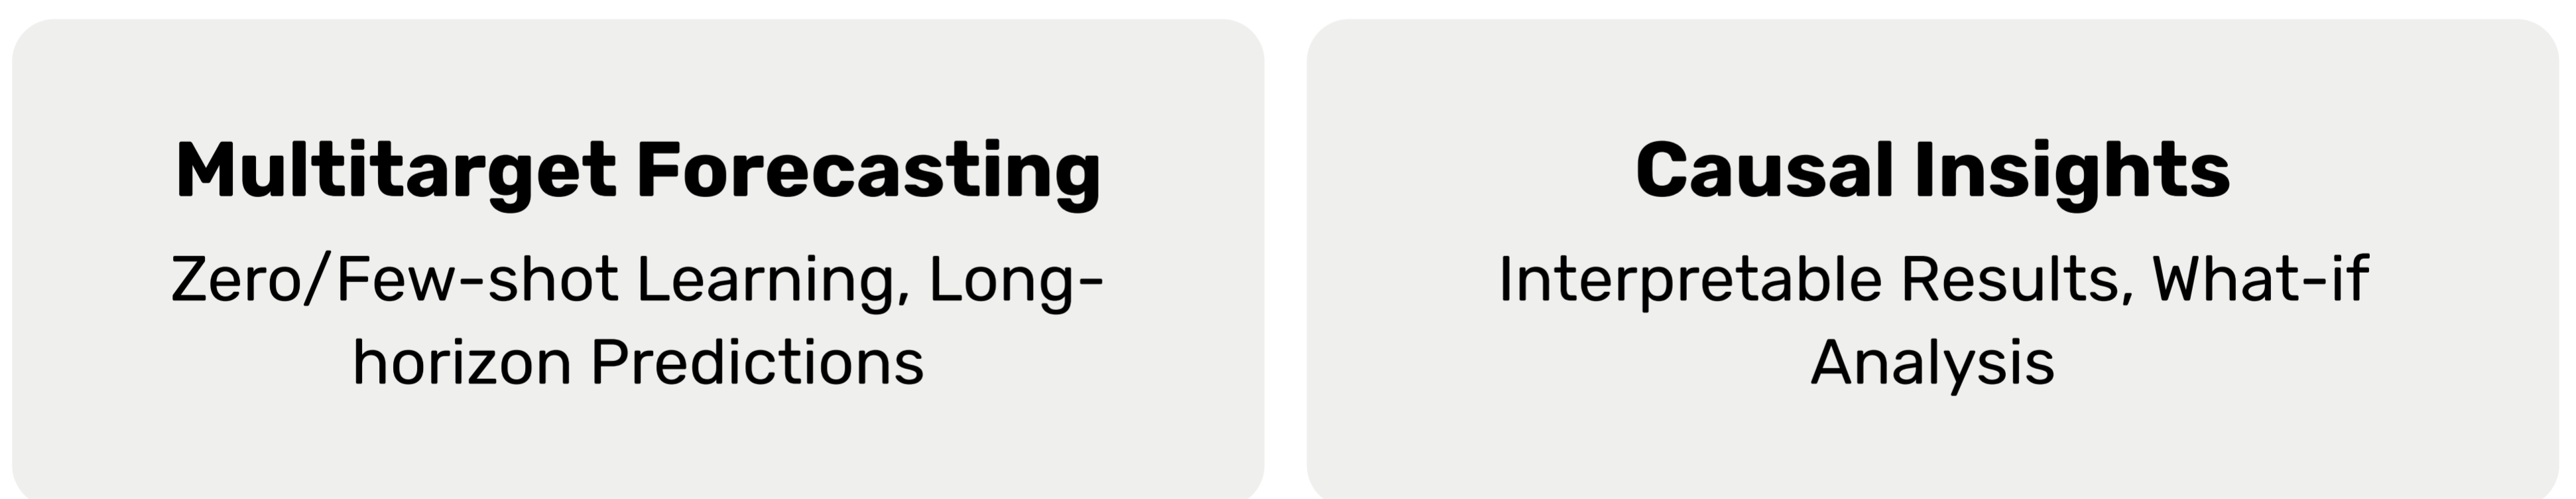 Multitarget Forecasting
Zero/Few-shot Learning, Long-
horizon Predictions
Causal Insights
Interpretable Results, What-if
Analysis